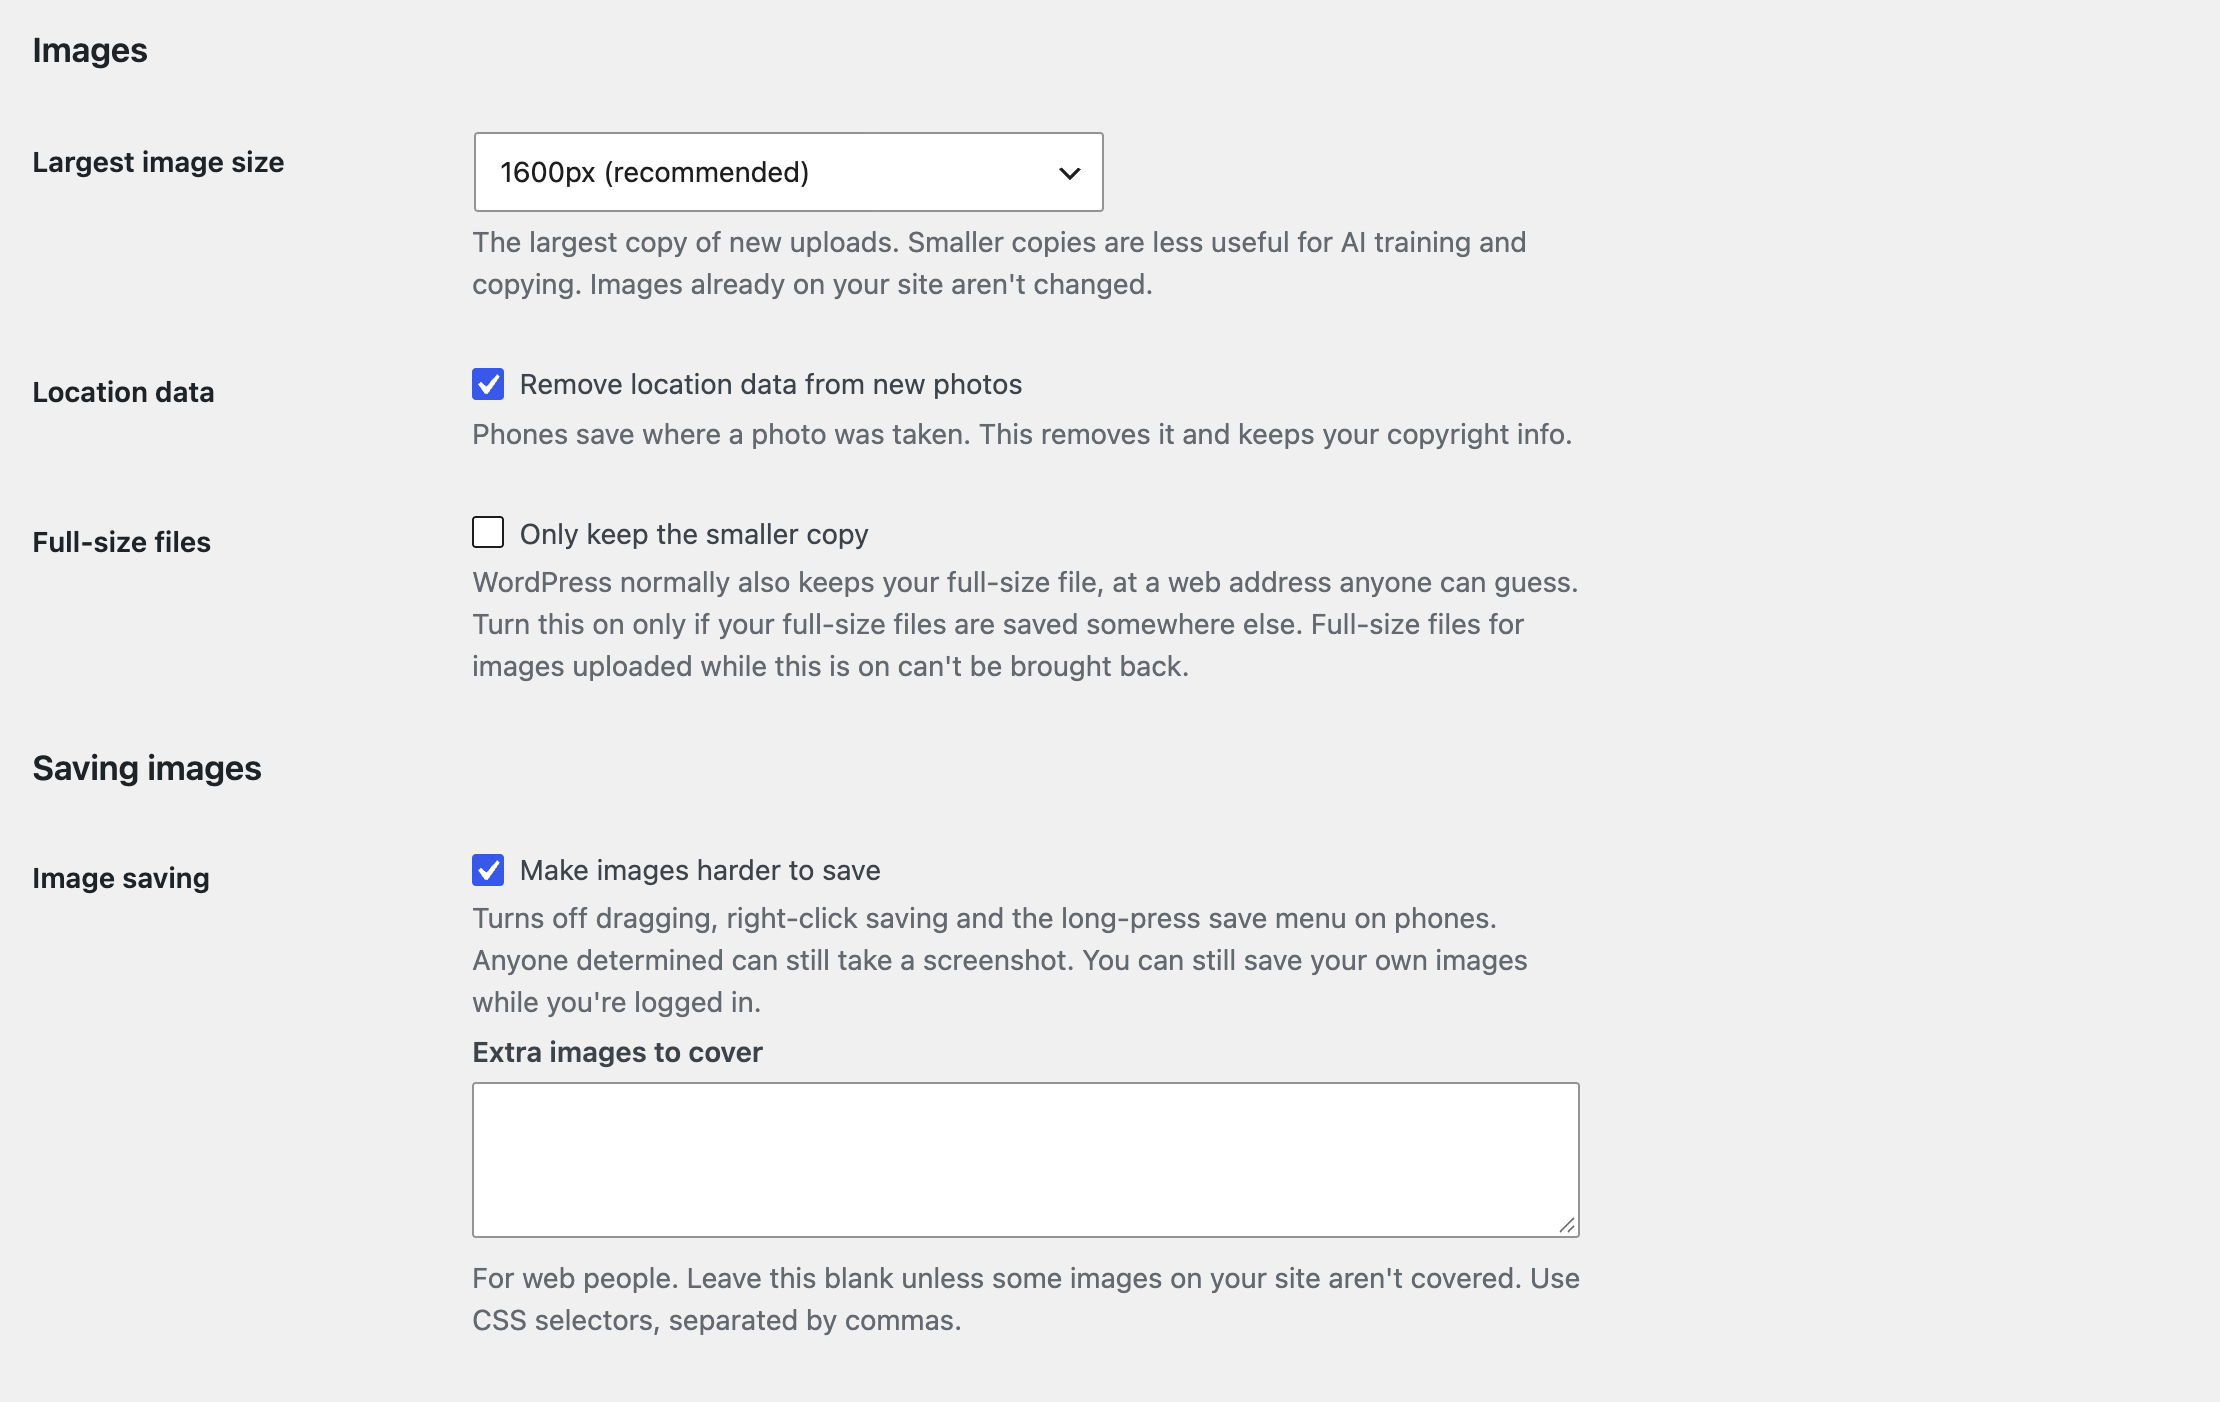 Images
Largest image size
1600px (recommended)
The largest copy of new uploads. Smaller copies are less useful for AI training and
copying. Images already on your site aren't changed.
Location data
Remove location data from new photos
Phones save where a photo was taken. This removes it and keeps your copyright info.
Full-size files
Only keep the smaller copy
WordPress normally also keeps your full-size file, at a web address anyone can guess.
Turn this on only if your full-size files are saved somewhere else. Full-size files for
images uploaded while this is on can't be brought back.
Saving images
Image saving
Make images harder to save
Turns off dragging, right-click saving and the long-press save menu on phones.
Anyone determined can still take a screenshot. You can still save your own images
while you're logged in.
Extra images to cover
For web people. Leave this blank unless some images on your site aren't covered. Use
CSS selectors, separated by commas.